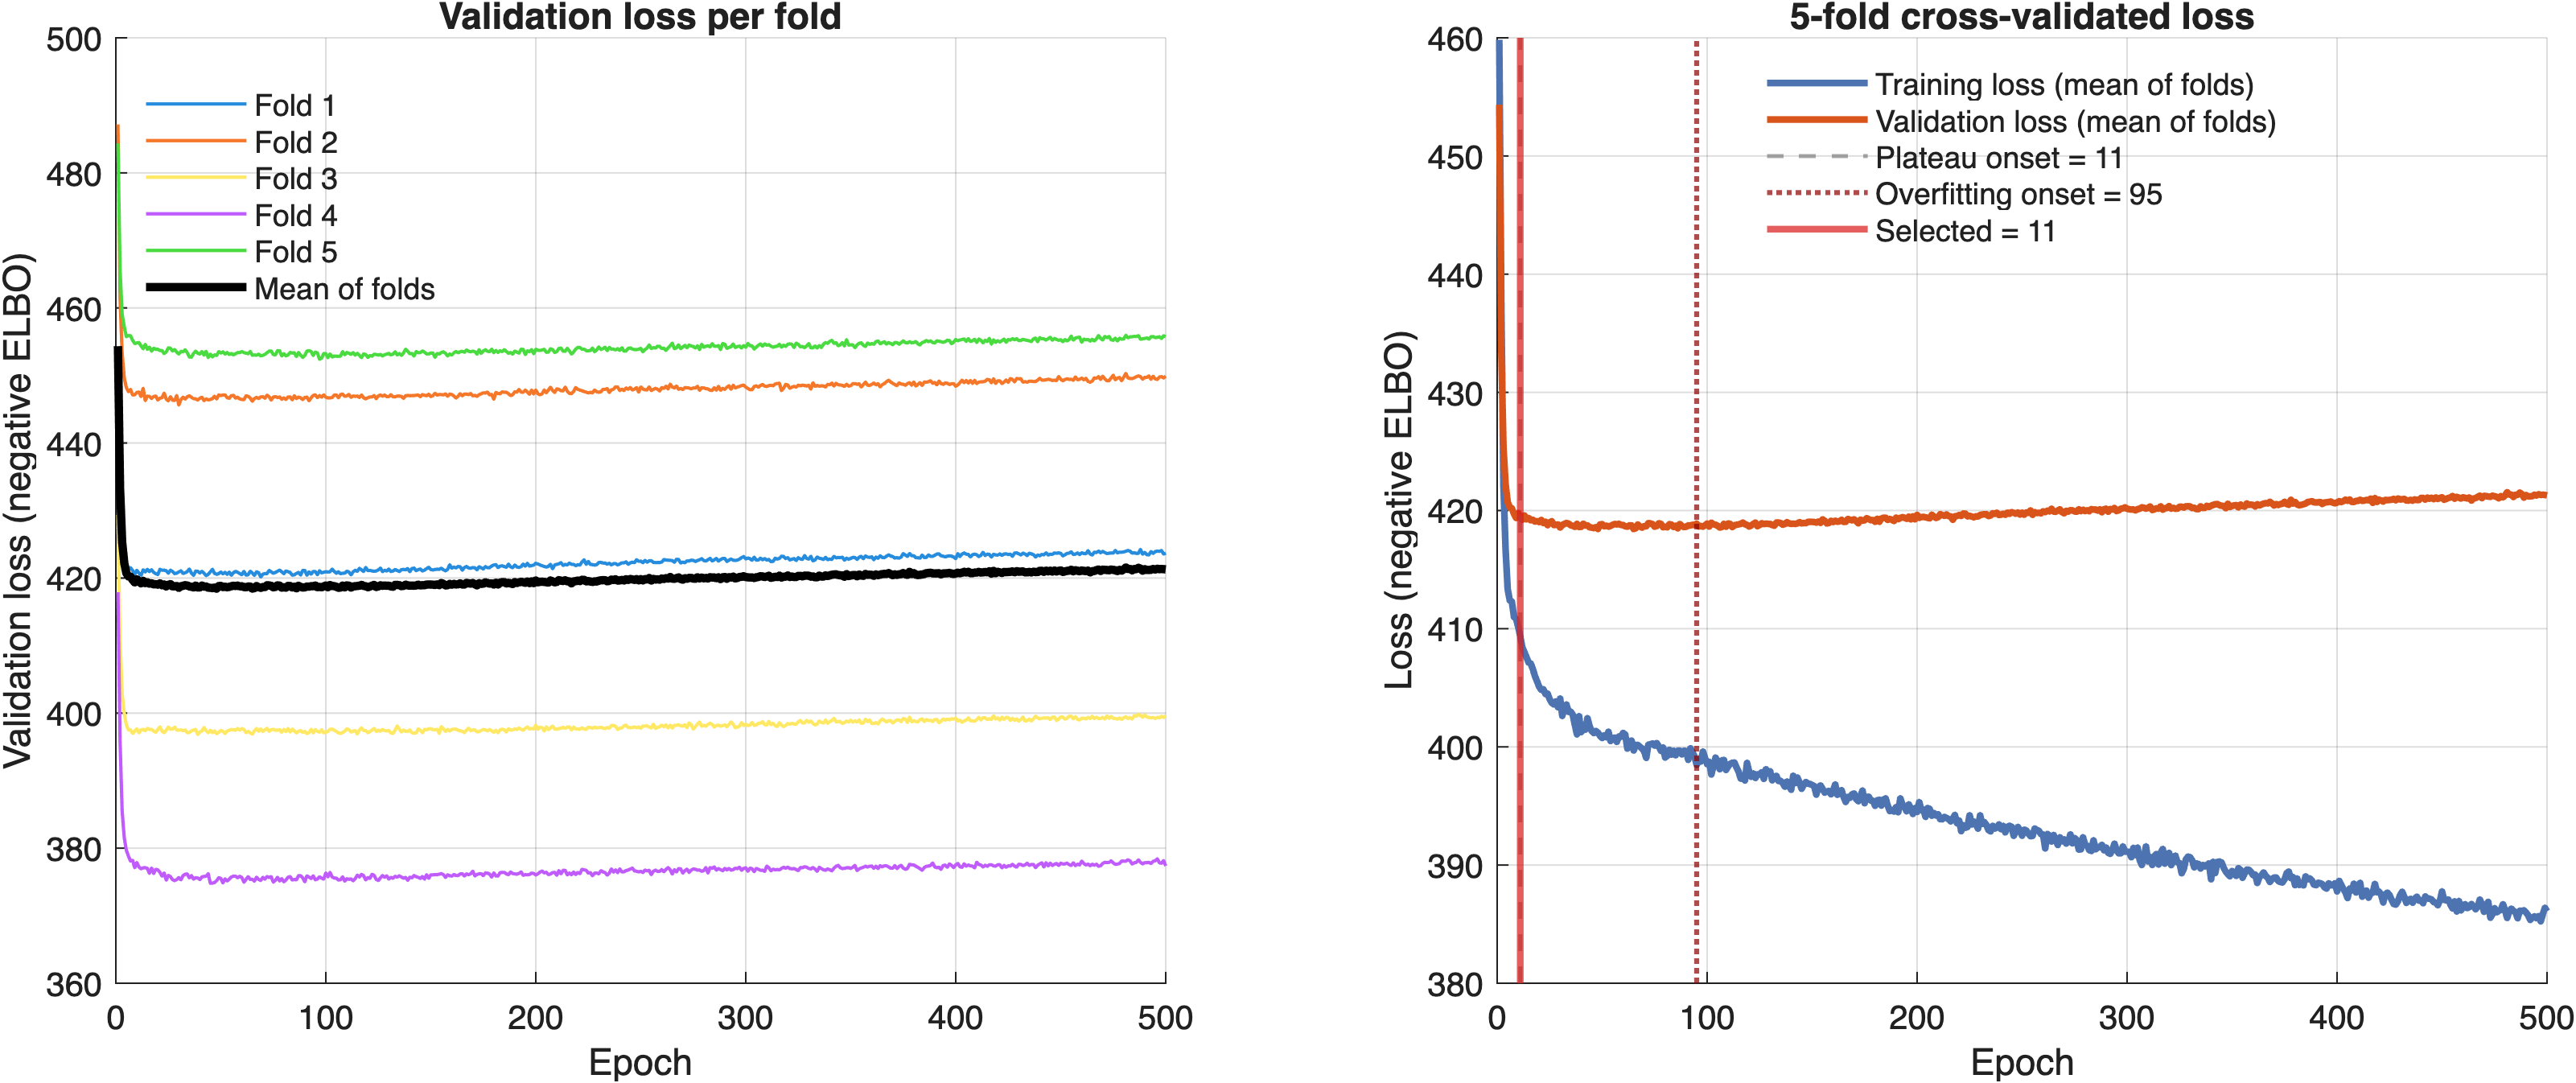 Validation loss per fold
500
480
460
440
420
400
380
360
Validation loss (negative ELBO)
Fold 1
Fold 2
Fold 3
Fold 4
Fold 5
Mean of folds
0 100 200 300 400 500
Epoch
5-fold cross-validated loss
460
450
440
430
420
410
400
390
380
Loss (negative ELBO)
Training loss (mean of folds)
Validation loss (mean of folds)
Plateau onset = 11
Overfitting onset = 95
Selected = 11
0 100 200 300 400 500
Epoch